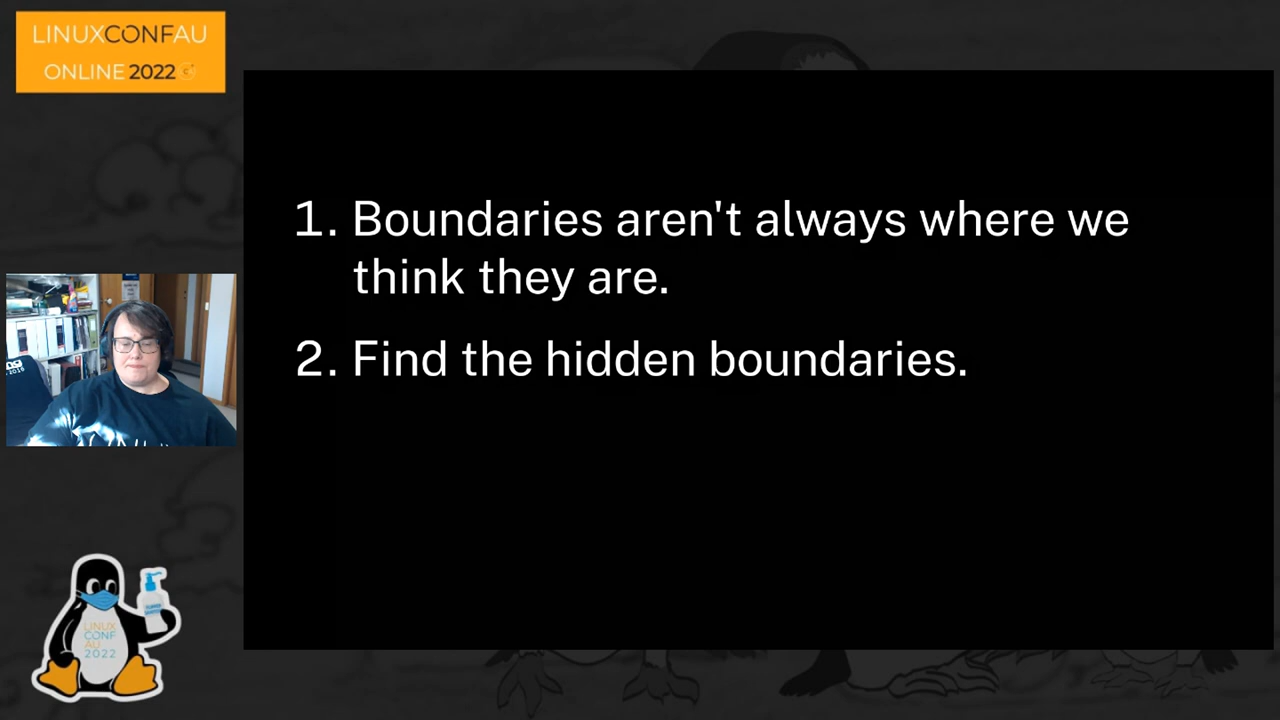 LINUXCONFAU
ONLINE 2022
1. Boundaries aren't always where we
think they are.
2. Find the hidden boundaries.
LINUX
CONF
AU
2022